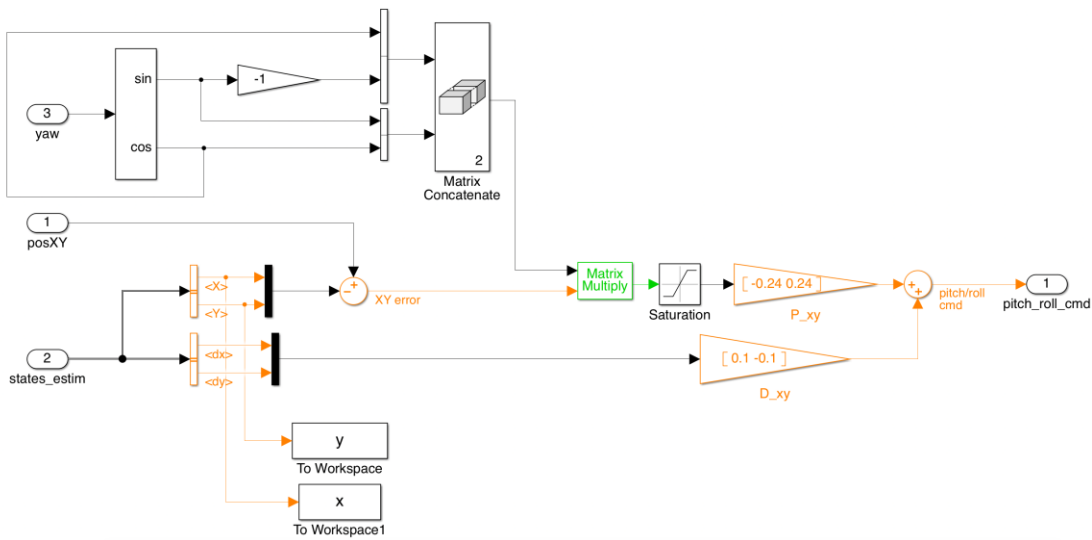 sin
-1
3
yaw
cos
2
Matrix
Concatenate
1
posXY
<X>
<Y>
XY error
Matrix
Multiply
Saturation
[ -0.24 0.24 ]
P_xy
pitch/roll
cmd
1
pitch_roll_cmd
2
states_estim
<dx>
<dy>
[ 0.1 -0.1 ]
D_xy
y
To Workspace
x
To Workspace1